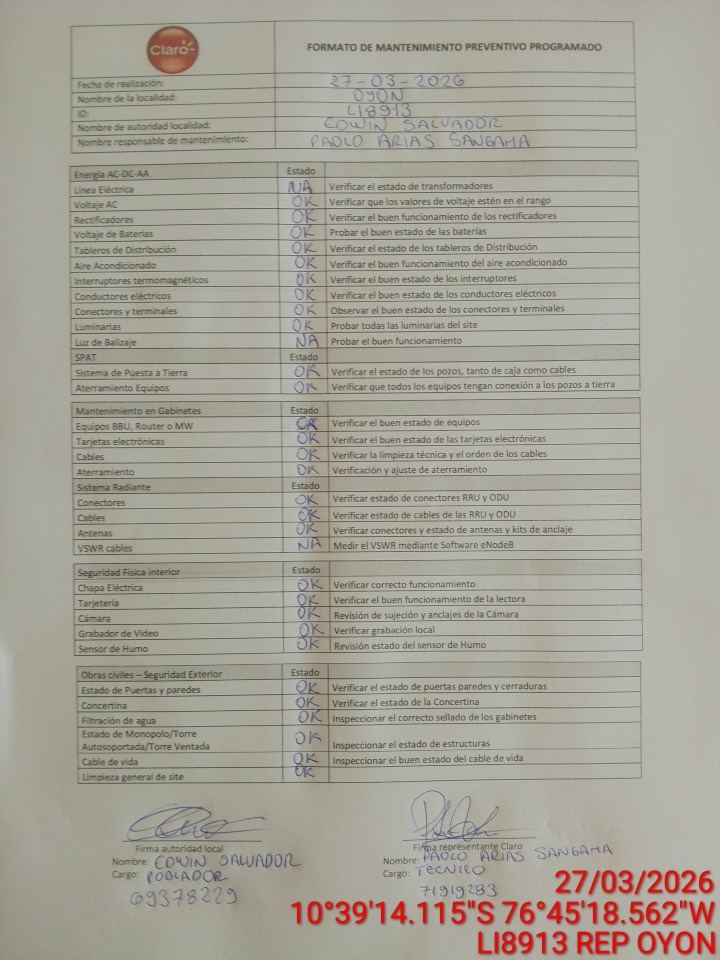 Claro
FORMATO DE MANTENIMIENTO PREVENTIVO PROGRAMADO
Fecha de realización: 27-03-2026
Nombre de la localidad: OYON
ID: LI8913
Nombre de autoridad localidad: EDWIN SALVADOR
Nombre responsable de mantenimiento: PAOLO ARIAS SANGAMA
Energía AC-DC-AA Estado
Linea Eléctrica NA Verificar el estado de transformadores
Voltaje AC OK Verificar que los valores de voltaje estén en el rango
Rectificadores OK Verificar el buen funcionamiento de los rectificadores
Voltaje de Baterías OK Probar el buen estado de las baterías
Tableros de Distribución OK Verificar el estado de los tableros de Distribución
Aire Acondicionado OK Verificar el buen funcionamiento del aire acondicionado
Interruptores termomagnéticos OK Verificar el buen estado de los interruptores
Conductores eléctricos OK Verificar el buen estado de los conductores eléctricos
Conectores y terminales OK Observar el buen estado de los conectores y terminales
Luminarias OK Probar todas las luminarias del site
Luz de Balizaje NA Probar el buen funcionamiento
SPAT Estado
Sistema de Puesta a Tierra OK Verificar el estado de los pozos, tanto de caja como cables
Aterramiento Equipos OK Verificar que todos los equipos tengan conexión a los pozos a tierra
Mantenimiento en Gabinetes Estado
Equipos BBU, Router o MW OK Verificar el buen estado de equipos
Tarjetas electrónicas OK Verificar el buen estado de las tarjetas electrónicas
Cables OK Verificar la limpieza técnica y el orden de los cables
Aterramiento OK Verificación y ajuste de aterramiento
Sistema Radiante Estado
Conectores OK Verificar estado de conectores RRU y ODU
Cables OK Verificar estado de cables de las RRU y ODU
Antenas OK Verificar conectores y estado de antenas y kits de anclaje
VSWR cables NA Medir el VSWR mediante Software eNodeB
Seguridad Física interior Estado
Chapa Eléctrica OK Verificar correcto funcionamiento
Tarjetería OK Verificar el buen funcionamiento de la lectora
Cámara OK Revisión de sujeción y anclajes de la Cámara
Grabador de Video OK Verificar grabación local
Sensor de Humo OK Revisión estado del sensor de Humo
Obras civiles – Seguridad Exterior Estado
Estado de Puertas y paredes OK Verificar el estado de puertas paredes y cerraduras
Concertina OK Verificar el estado de la Concertina
Filtración de agua OK Inspeccionar el correcto sellado de los gabinetes
Estado de Monopolo/Torre
Autosoportada/Torre Ventada OK Inspeccionar el estado de estructuras
Cable de vida OK Inspeccionar el buen estado del cable de vida
Limpieza general de site OK
Firma autoridad local Firma representante Claro
Nombre: EDWIN SALVADOR Nombre: PAOLO ARIAS SANGAMA
Cargo: POBLADOR Cargo: TECNICO
69378229 71919283
27/03/2026
10°39'14.115"S 76°45'18.562"W
LI8913 REP OYON